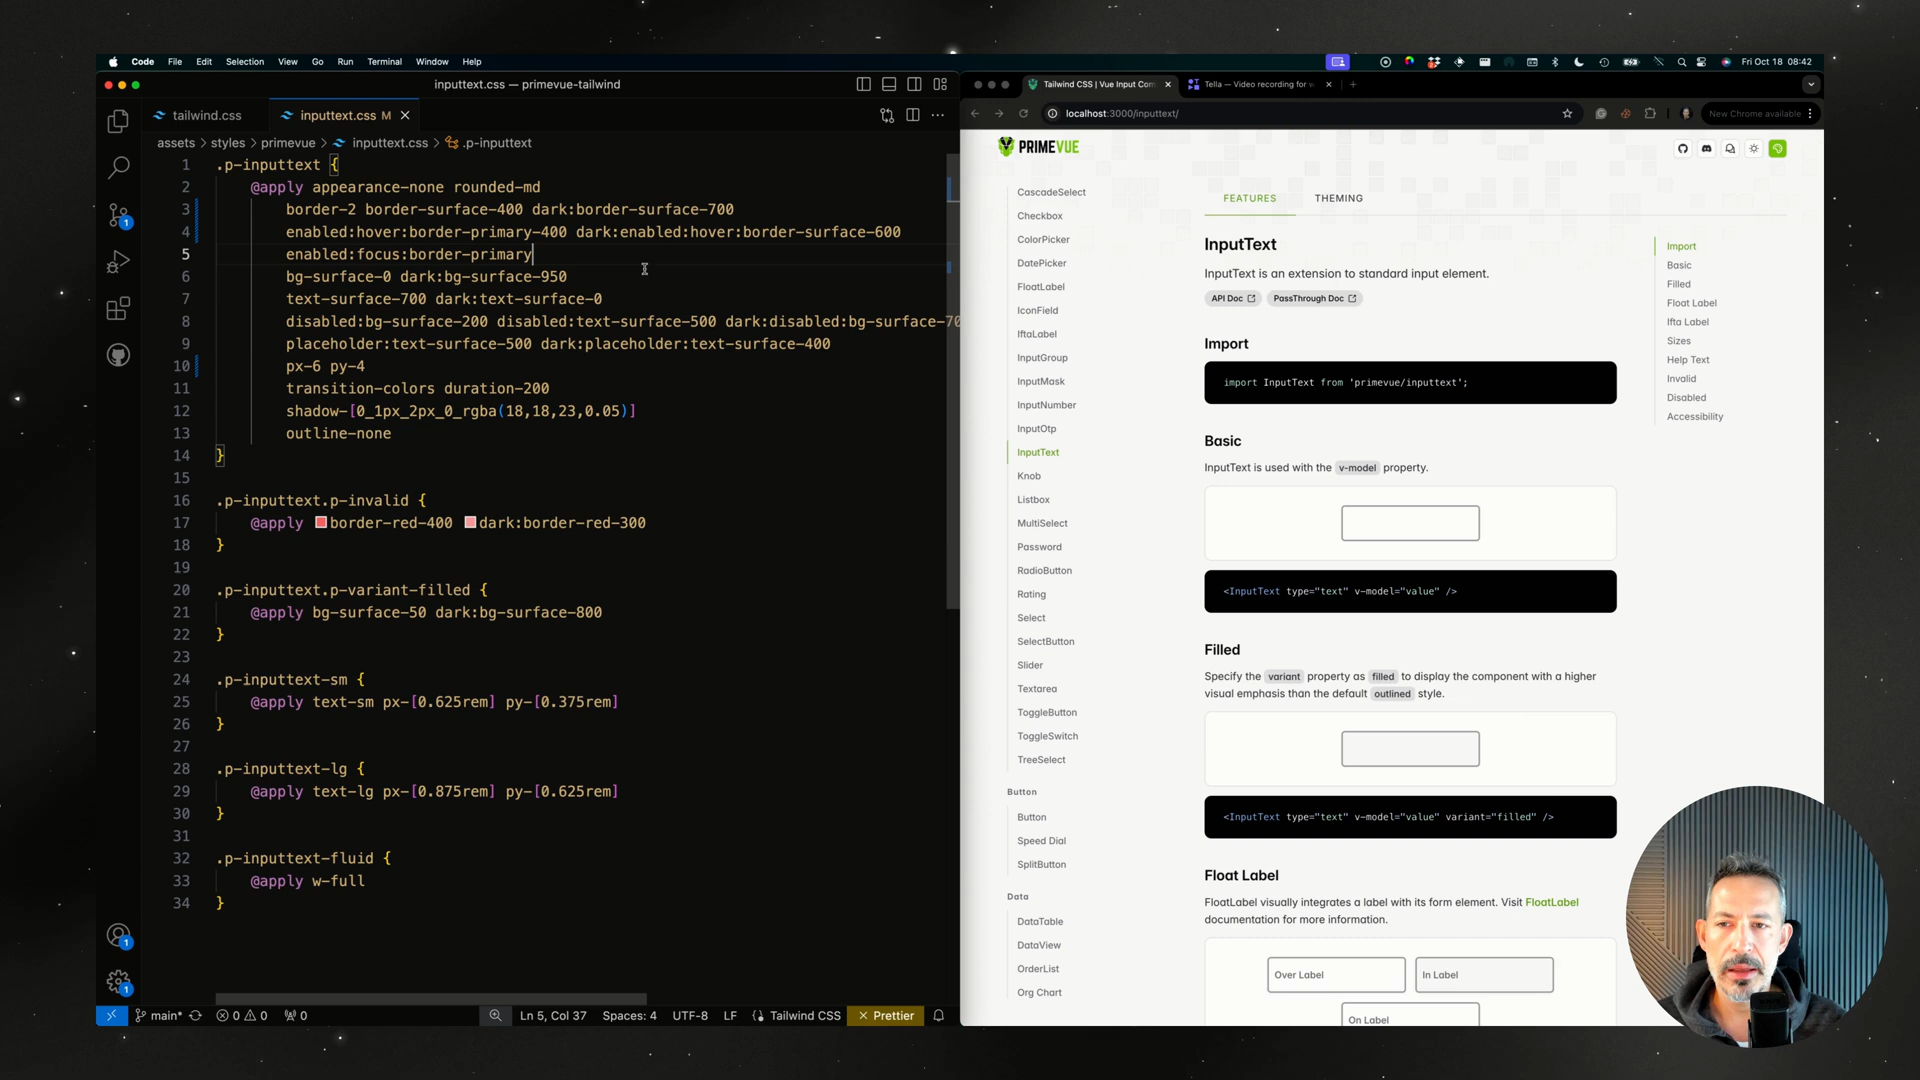 Code File Edit Selection View Go Run Terminal Window Help
Fri Oct 18 08:42
inputtext.css — primevue-tailwind
tailwind.css
inputtext.css M
assets > styles > primevue > inputtext.css > .p-inputtext
1 .p-inputtext {
2 @apply appearance-none rounded-md
3 border-2 border-surface-400 dark:border-surface-700
4 enabled:hover:border-primary-400 dark:enabled:hover:border-surface-600
5 enabled:focus:border-primary
6 bg-surface-0 dark:bg-surface-950
7 text-surface-700 dark:text-surface-0
8 disabled:bg-surface-200 disabled:text-surface-500 dark:disabled:bg-surface-70
9 placeholder:text-surface-500 dark:placeholder:text-surface-400
10 px-6 py-4
11 transition-colors duration-200
12 shadow-[0_1px_2px_0_rgba(18,18,23,0.05)]
13 outline-none
14 }
15
16 .p-inputtext.p-invalid {
17 @apply border-red-400 dark:border-red-300
18 }
19
20 .p-inputtext.p-variant-filled {
21 @apply bg-surface-50 dark:bg-surface-800
22 }
23
24 .p-inputtext-sm {
25 @apply text-sm px-[0.625rem] py-[0.375rem]
26 }
27
28 .p-inputtext-lg {
29 @apply text-lg px-[0.875rem] py-[0.625rem]
30 }
31
32 .p-inputtext-fluid {
33 @apply w-full
34 }
1
1
1
main* 0 0 0
Ln 5, Col 37 Spaces: 4 UTF-8 LF Tailwind CSS Prettier
Tailwind CSS | Vue Input Com
Tella — Video recording for
localhost:3000/inputtext/
New Chrome available
PRIMEVUE
CascadeSelect
Checkbox
ColorPicker
DatePicker
FloatLabel
IconField
IftaLabel
InputGroup
InputMask
InputNumber
InputOtp
InputText
Knob
Listbox
MultiSelect
Password
RadioButton
Rating
Select
SelectButton
Slider
Textarea
ToggleButton
ToggleSwitch
TreeSelect
Button
Button
Speed Dial
SplitButton
Data
DataTable
DataView
OrderList
Org Chart
FEATURES THEMING
InputText
InputText is an extension to standard input element.
API Doc PassThrough Doc
Import
import InputText from 'primevue/inputtext';
Basic
InputText is used with the v-model property.
<InputText type="text" v-model="value" />
Filled
Specify the variant property as filled to display the component with a higher
visual emphasis than the default outlined style.
<InputText type="text" v-model="value" variant="filled" />
Float Label
FloatLabel visually integrates a label with its form element. Visit FloatLabel
documentation for more information.
Over Label In Label
On Label
Import
Basic
Filled
Float Label
Ifta Label
Sizes
Help Text
Invalid
Disabled
Accessibility